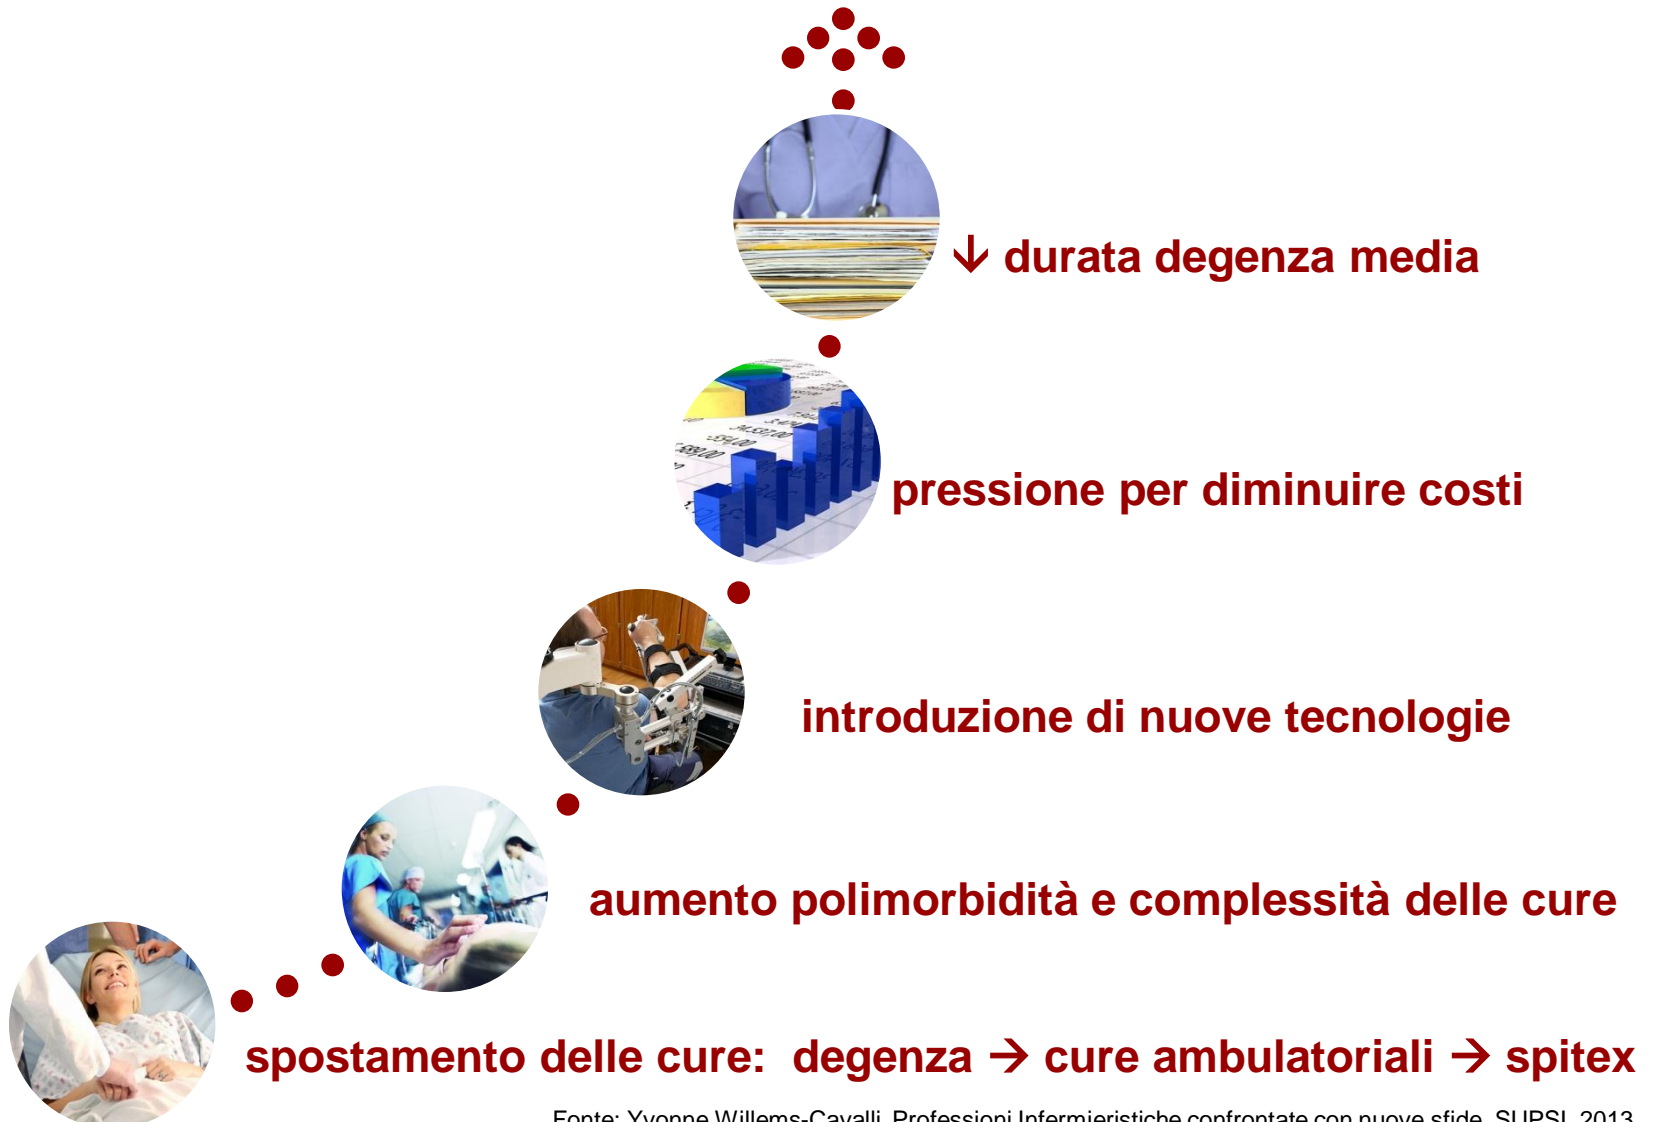 ↓ durata degenza media
pressione per diminuire costi
introduzione di nuove tecnologie
aumento polimorbidità e complessità delle cure
spostamento delle cure: degenza → cure ambulatoriali → spitex
Fonte: Yvonne Willems-Cavalli, Professioni Infermieristiche confrontate con nuove sfide, SUPSI, 2013